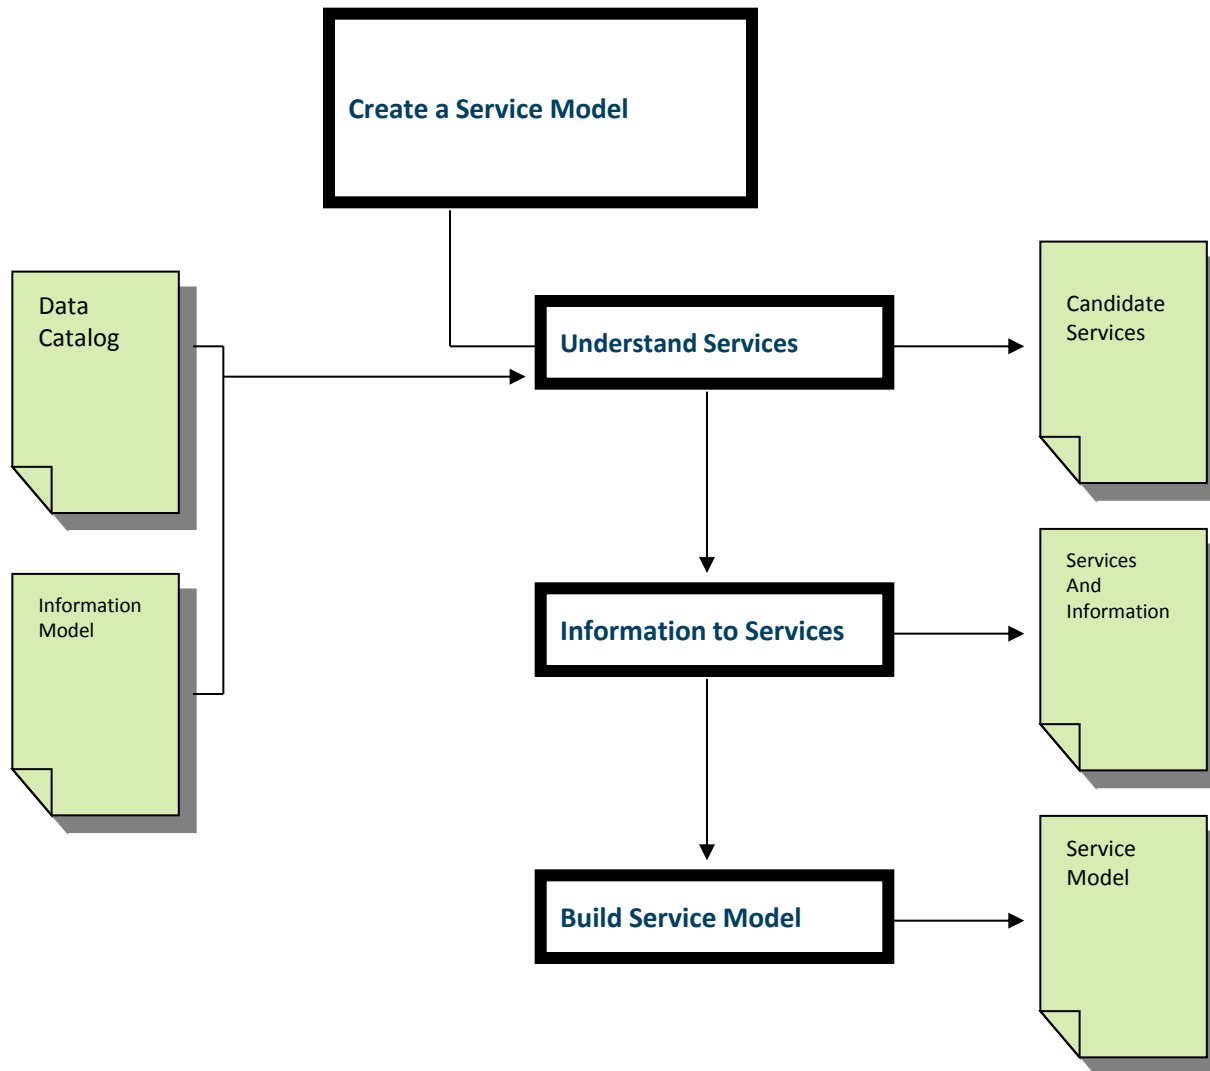 Create a Service Model
Data
Catalog
Understand Services
Candidate
Services
Information
Model
Information to Services
Services
And
Information
Build Service Model
Service
Model